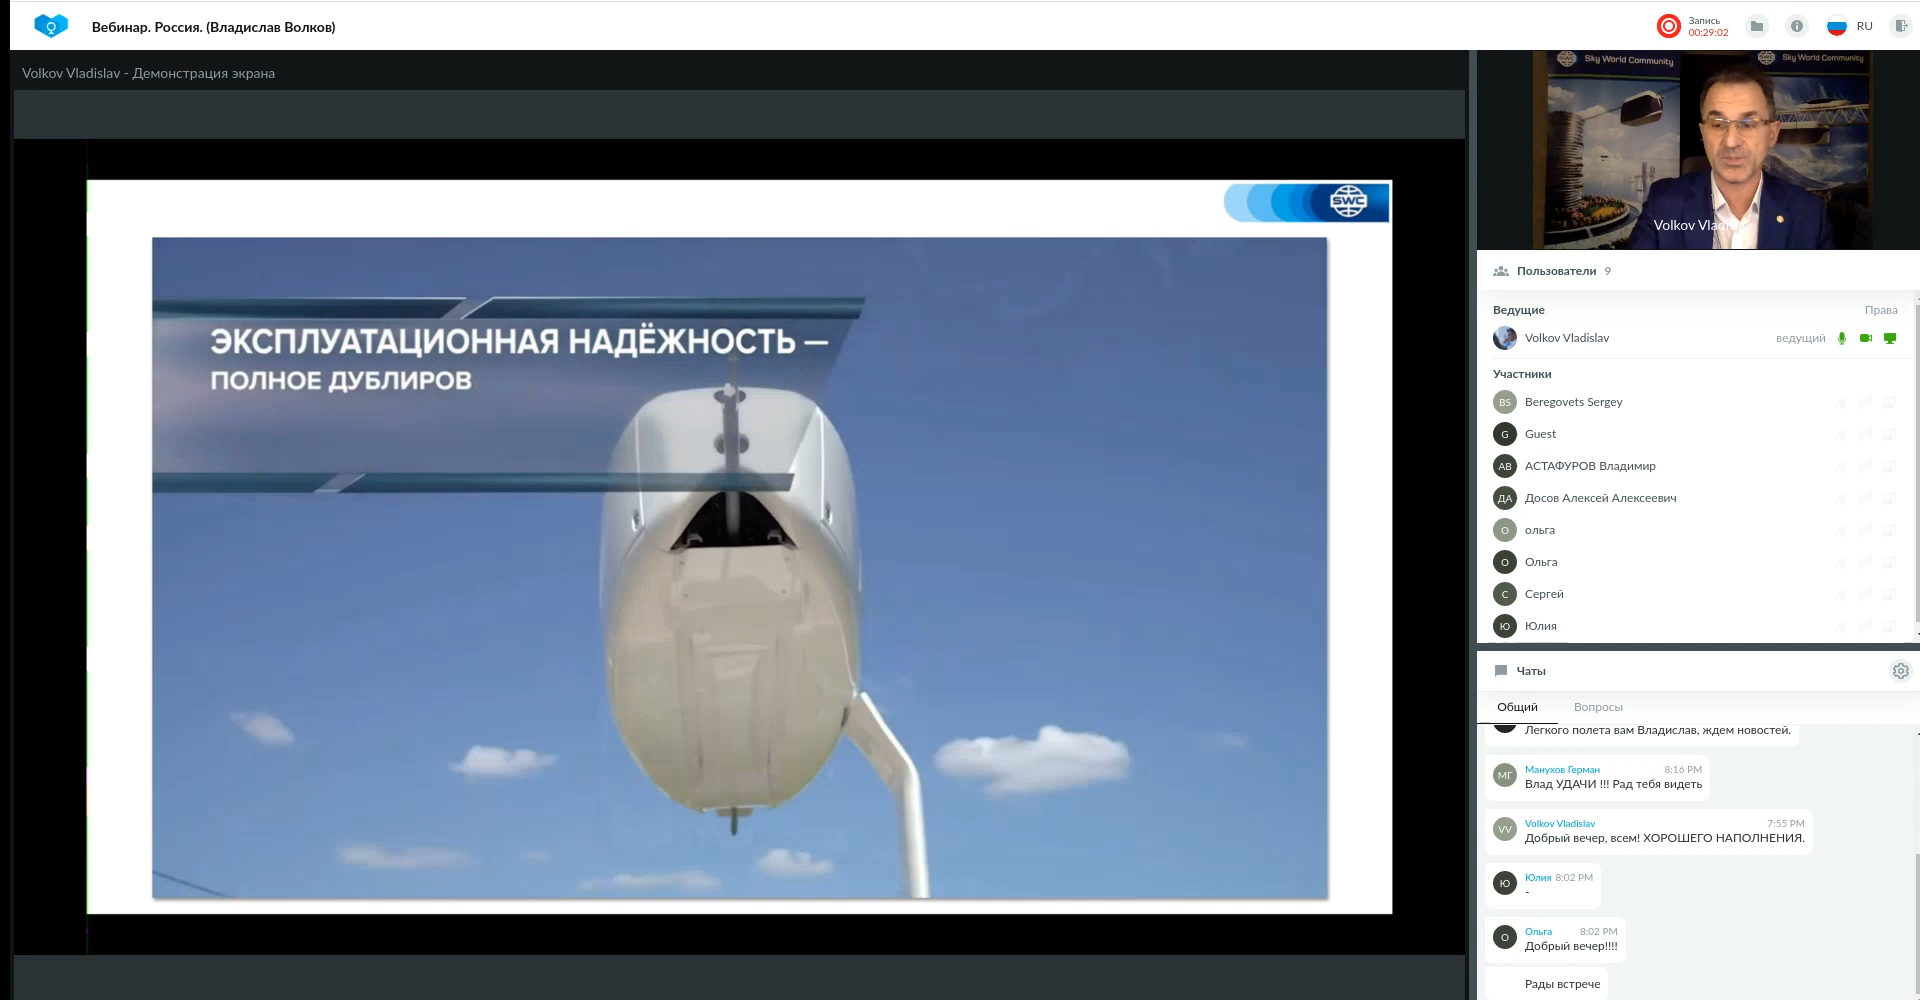 Вебинар. Россия. (Владислав Волков)
Запись
00:29:02
RU
Volkov Vladislav - Демонстрация экрана
SWC
ЭКСПЛУАТАЦИОННАЯ НАДЁЖНОСТЬ —
ПОЛНОЕ ДУБЛИРОВ
Sky World Community
Sky World Community
Volkov Vladislav
Пользователи 9
Ведущие Права
Volkov Vladislav ведущий
Участники
BS Beregovets Sergey
G Guest
АВ АСТАФУРОВ Владимир
ДА Досов Алексей Алексеевич
О ольга
О Ольга
С Сергей
Ю Юлия
Чаты
Общий Вопросы
Легкого полета вам Владислав, ждем новостей.
МГ Манухов Герман 8:16 PM
Влад УДАЧИ !!! Рад тебя видеть
VV Volkov Vladislav 7:55 PM
Добрый вечер, всем! ХОРОШЕГО НАПОЛНЕНИЯ.
Ю Юлия 8:02 PM
-
О Ольга 8:02 PM
Добрый вечер!!!!
Рады встрече